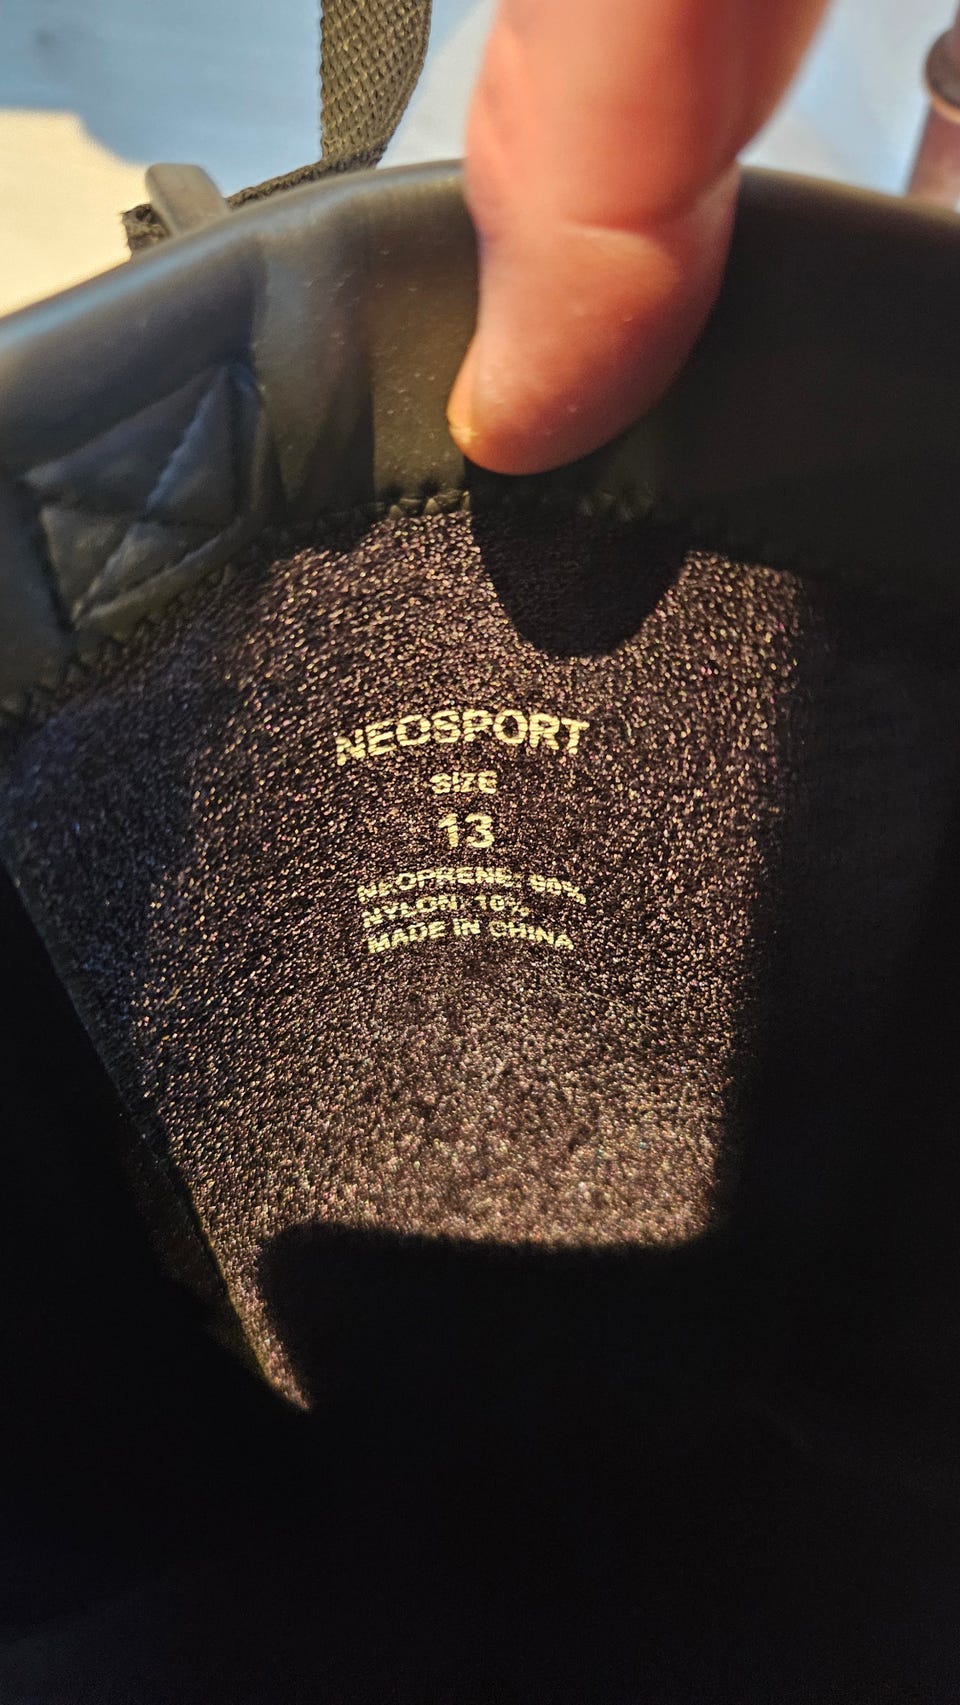 NEOSPORT
SIZE
13
NEOPRENE: 90%
NYLON: 10%
MADE IN CHINA